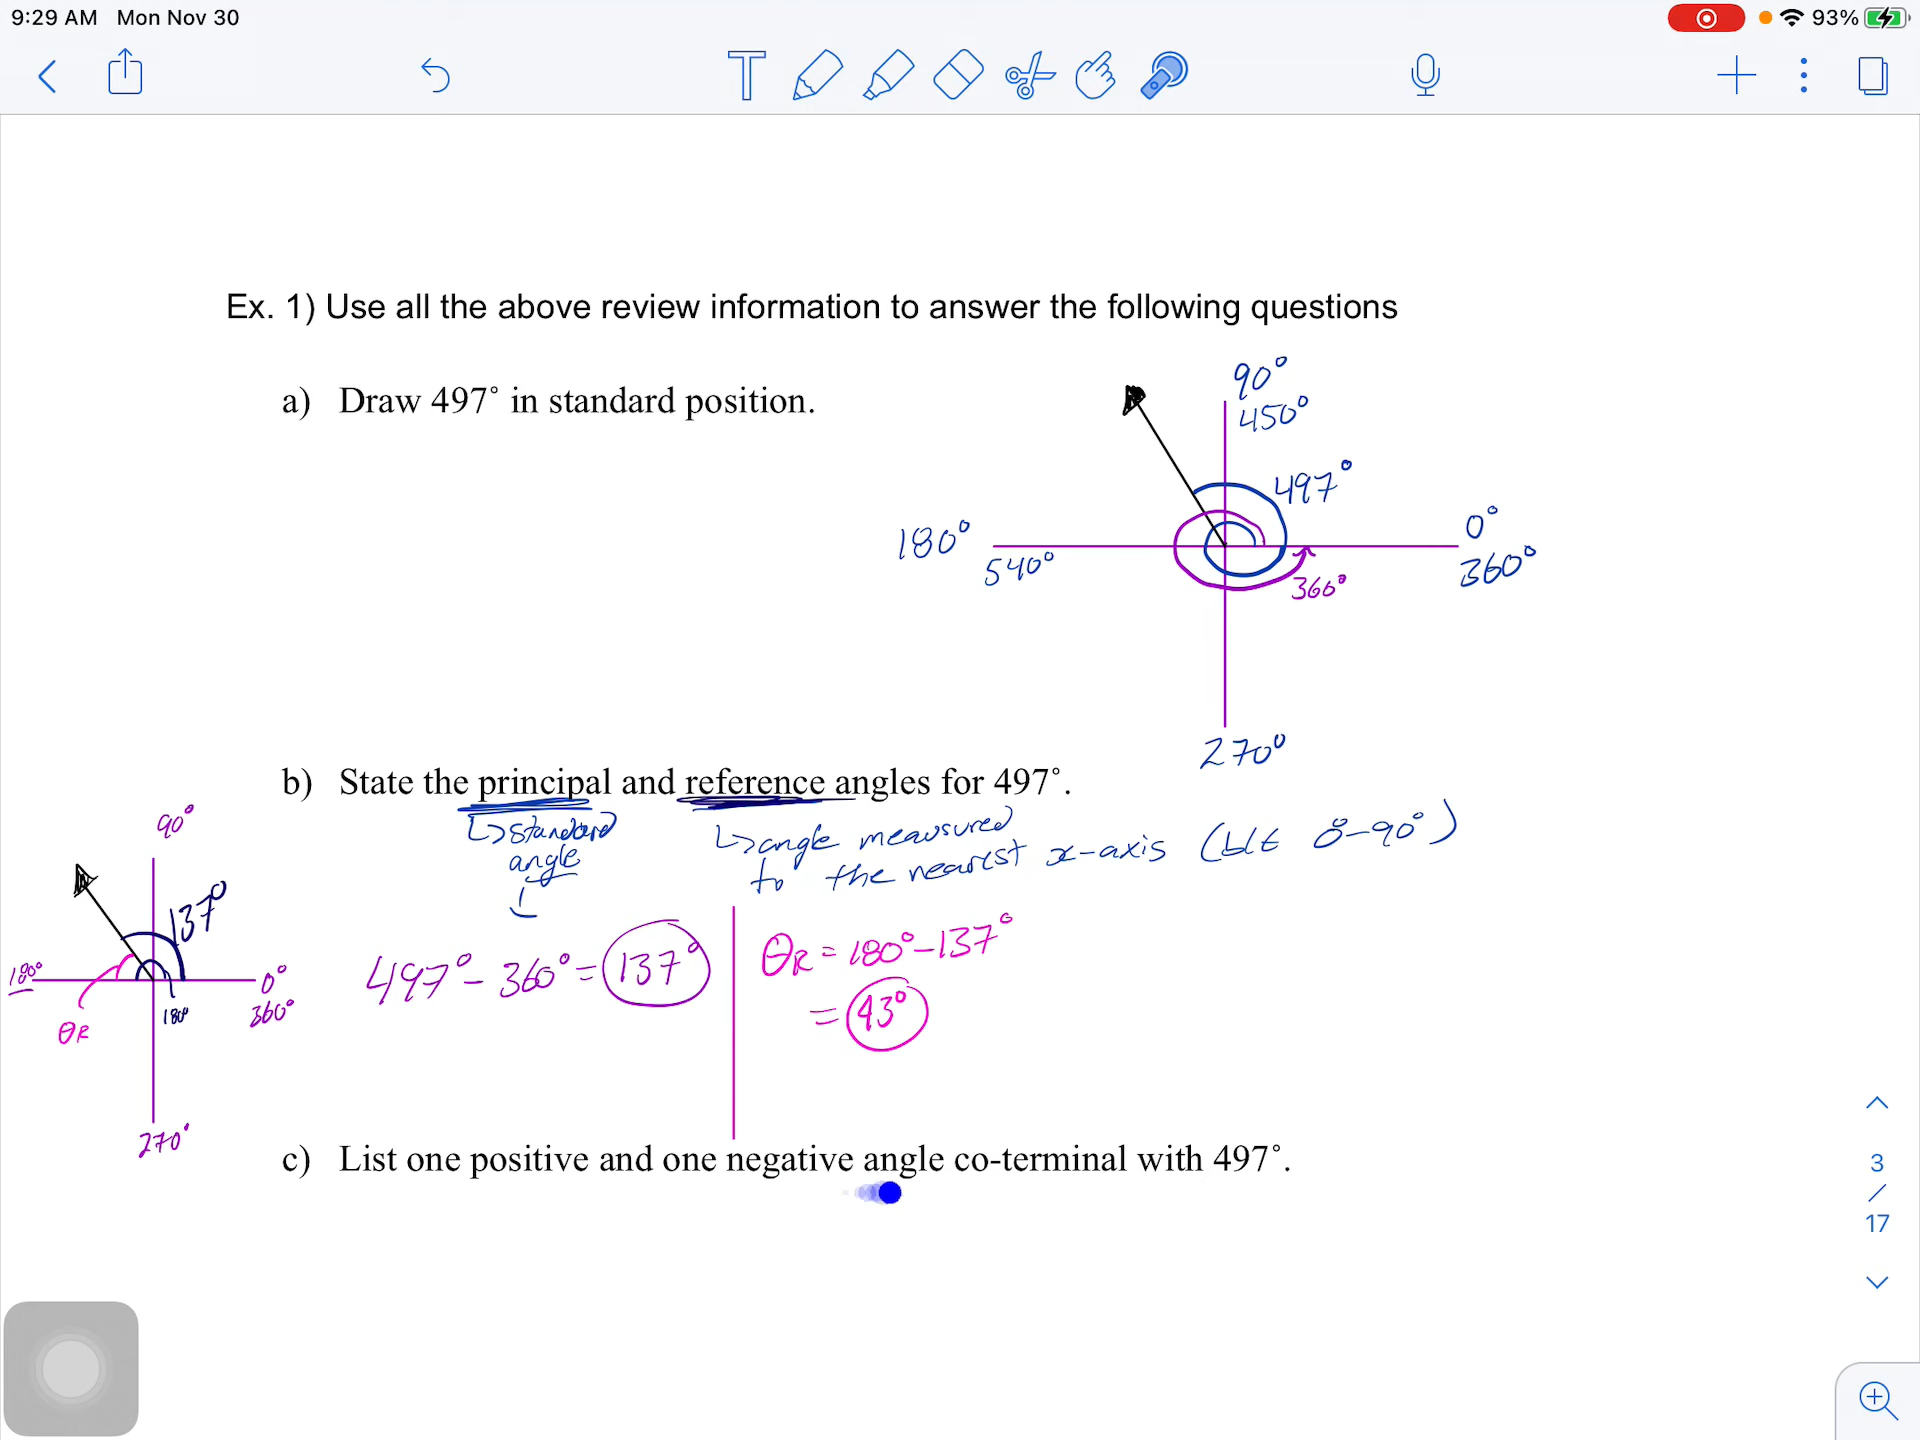 9:29 AM Mon Nov 30
93%
T
Ex. 1) Use all the above review information to answer the following questions
a) Draw 497° in standard position.
90°
450°
497°
180°
540°
0°
360°
360°
270°
b) State the principal and reference angles for 497°.
↳ standard
angle
↳ angle measured
to the nearest x-axis (b/t 0°-90°)
90°
137°
180°
0°
360°
180°
θR
270°
497° - 360° = 137°
θR = 180° - 137°
= 43°
c) List one positive and one negative angle co-terminal with 497°.
3
/
17